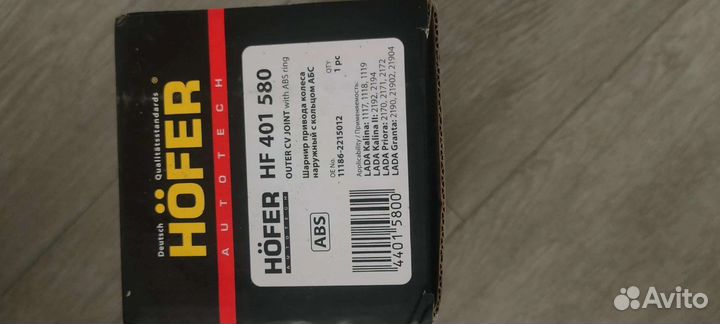 Deutsch Qualitätsstandards ®
HÖFER
AUTOTECH
HÖFER
AUTOTECH
HF 401 580
OUTER CV JOINT with ABS ring
Шарнир привода колеса
наружный с кольцом АБС
QTY
1 pc
OE No.
11186-2215012
Applicability / Применяемость:
LADA Kalina: 1117, 1118, 1119
LADA Kalina II: 2192, 2194
LADA Priora: 2170, 2171, 2172
LADA Granta: 2190, 21902, 21904
ABS
44015800
Avito